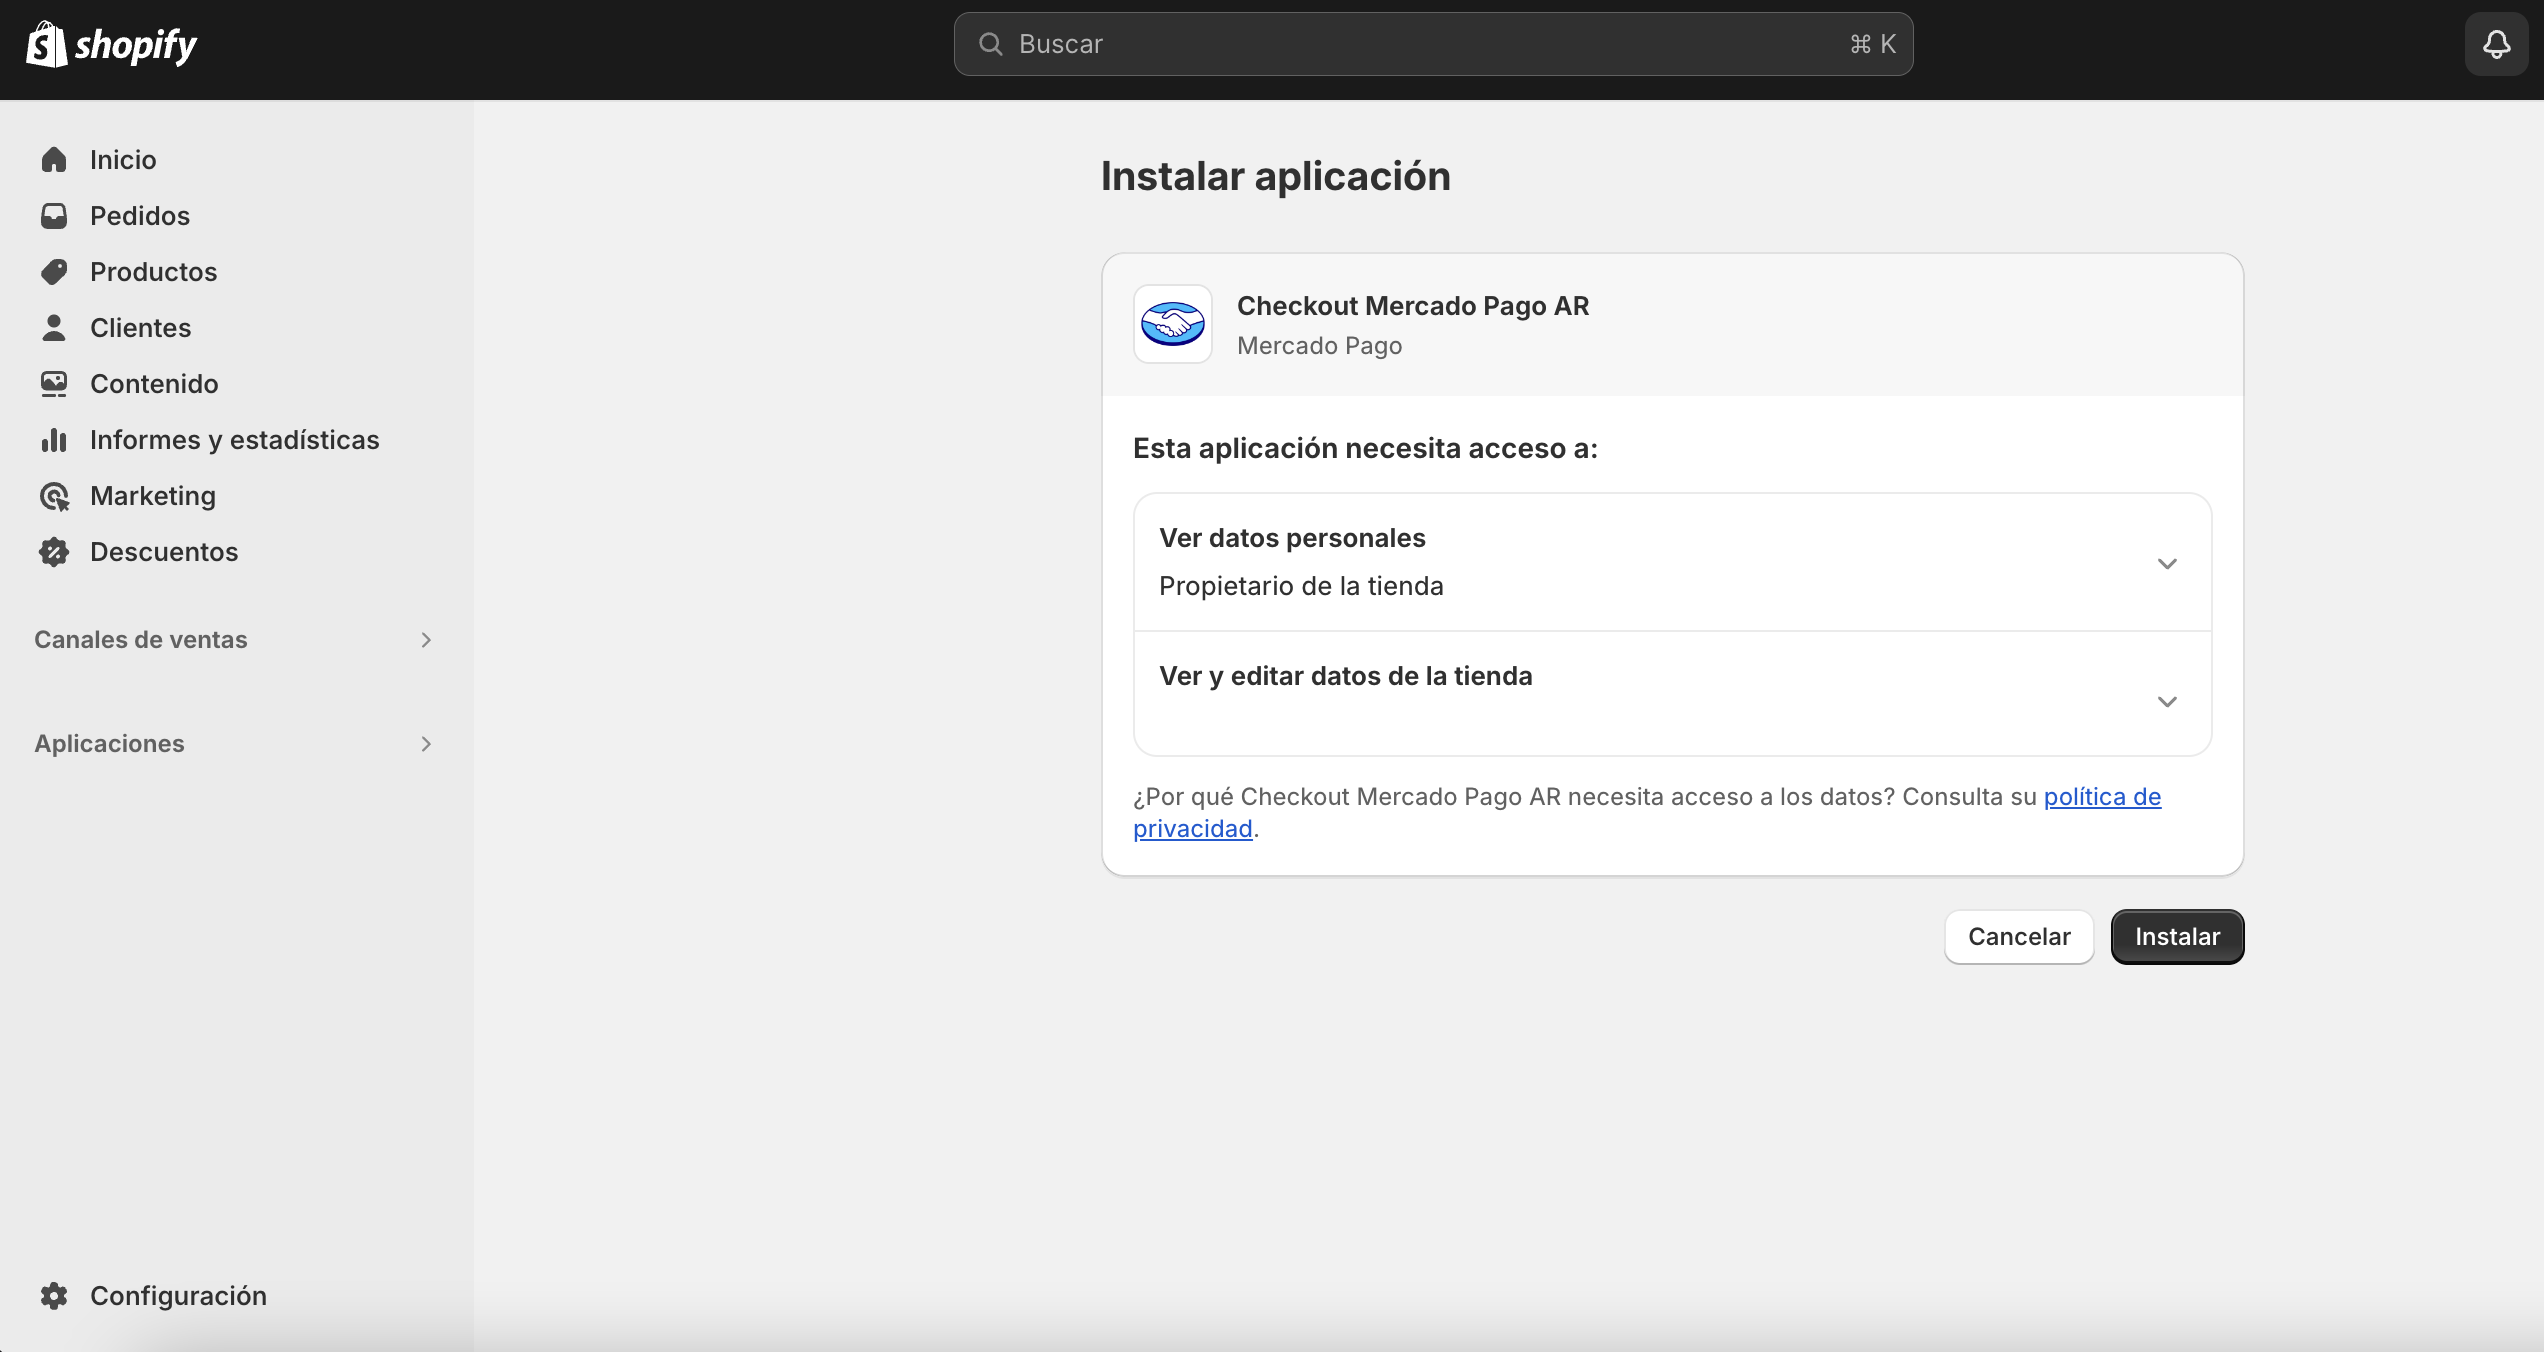 shopify
Buscar
⌘ K
Inicio
Pedidos
Productos
Clientes
Contenido
Informes y estadísticas
Marketing
Descuentos
Canales de ventas
Aplicaciones
Configuración
Instalar aplicación
Checkout Mercado Pago AR
Mercado Pago
Esta aplicación necesita acceso a:
Ver datos personales
Propietario de la tienda
Ver y editar datos de la tienda
¿Por qué Checkout Mercado Pago AR necesita acceso a los datos? Consulta su política de
privacidad.
Cancelar
Instalar